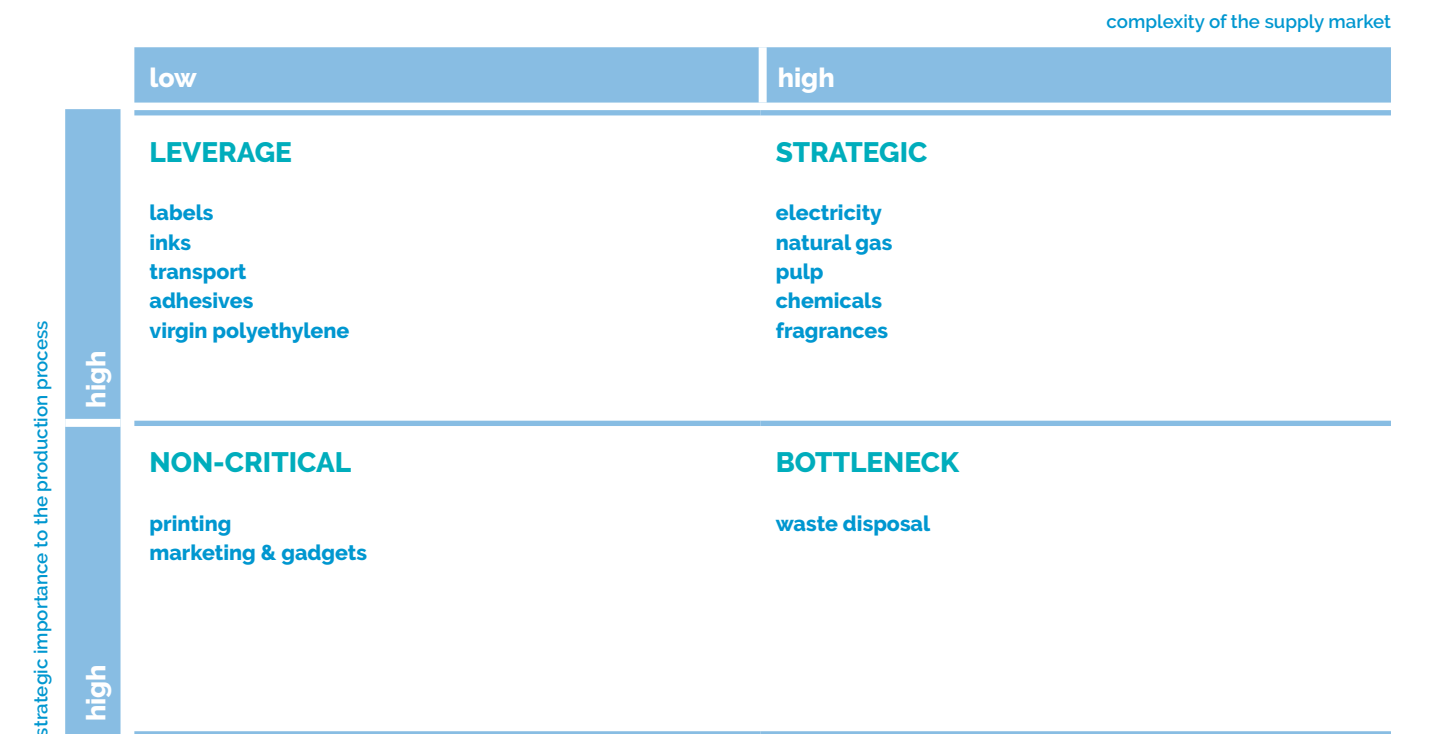 complexity of the supply market
low
high
strategic importance to the production process
high
LEVERAGE
labels
inks
transport
adhesives
virgin polyethylene
STRATEGIC
electricity
natural gas
pulp
chemicals
fragrances
high
NON-CRITICAL
printing
marketing & gadgets
BOTTLENECK
waste disposal